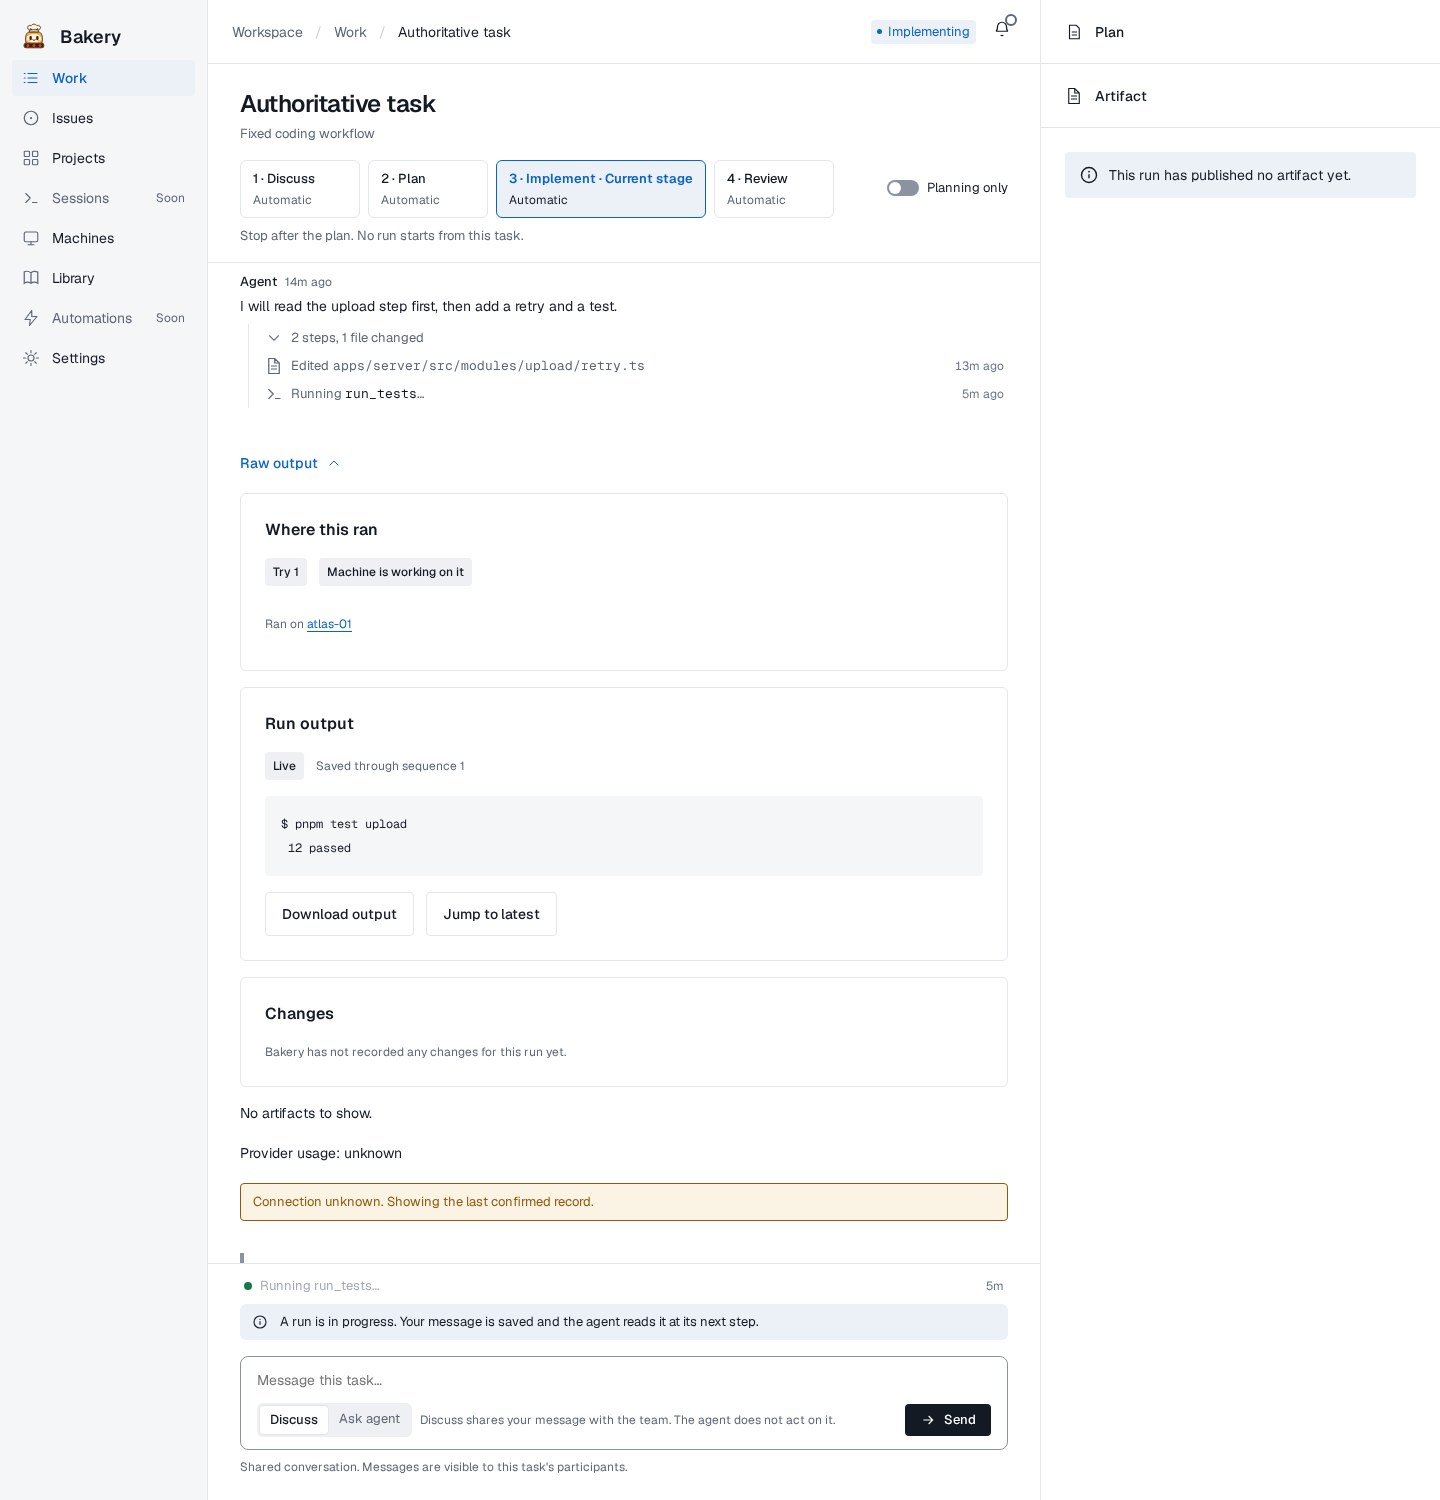 Bakery
Work
Issues
Projects
Sessions Soon
Machines
Library
Automations Soon
Settings
Workspace / Work / Authoritative task
Implementing
Authoritative task
Fixed coding workflow
1 · Discuss
Automatic
2 · Plan
Automatic
3 · Implement · Current stage
Automatic
4 · Review
Automatic
Planning only
Stop after the plan. No run starts from this task.
Agent 14m ago
I will read the upload step first, then add a retry and a test.
2 steps, 1 file changed
Edited apps/server/src/modules/upload/retry.ts 13m ago
Running run_tests… 5m ago
Raw output
Where this ran
Try 1 Machine is working on it
Ran on atlas-01
Run output
Live Saved through sequence 1
$ pnpm test upload
12 passed
Download output Jump to latest
Changes
Bakery has not recorded any changes for this run yet.
No artifacts to show.
Provider usage: unknown
Connection unknown. Showing the last confirmed record.
Running run_tests… 5m
A run is in progress. Your message is saved and the agent reads it at its next step.
Message this task…
Discuss Ask agent Discuss shares your message with the team. The agent does not act on it. Send
Shared conversation. Messages are visible to this task's participants.
Plan
Artifact
This run has published no artifact yet.